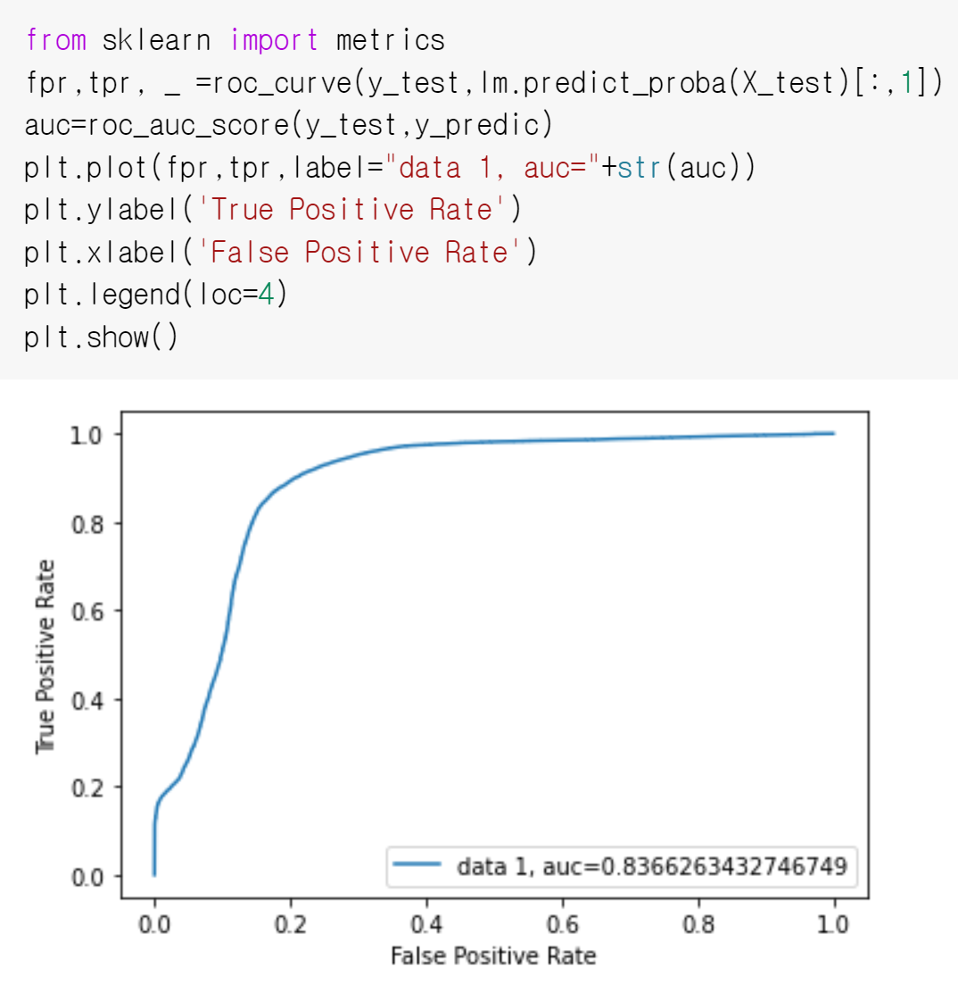 from sklearn import metrics
fpr,tpr, _ =roc_curve(y_test,lm.predict_proba(X_test)[:,1])
auc=roc_auc_score(y_test,y_predic)
plt.plot(fpr,tpr,label="data 1, auc="+str(auc))
plt.ylabel('True Positive Rate')
plt.xlabel('False Positive Rate')
plt.legend(loc=4)
plt.show()
1.0
0.8
0.6
0.4
0.2
0.0
True Positive Rate
data 1, auc=0.8366263432746749
0.0 0.2 0.4 0.6 0.8 1.0
False Positive Rate